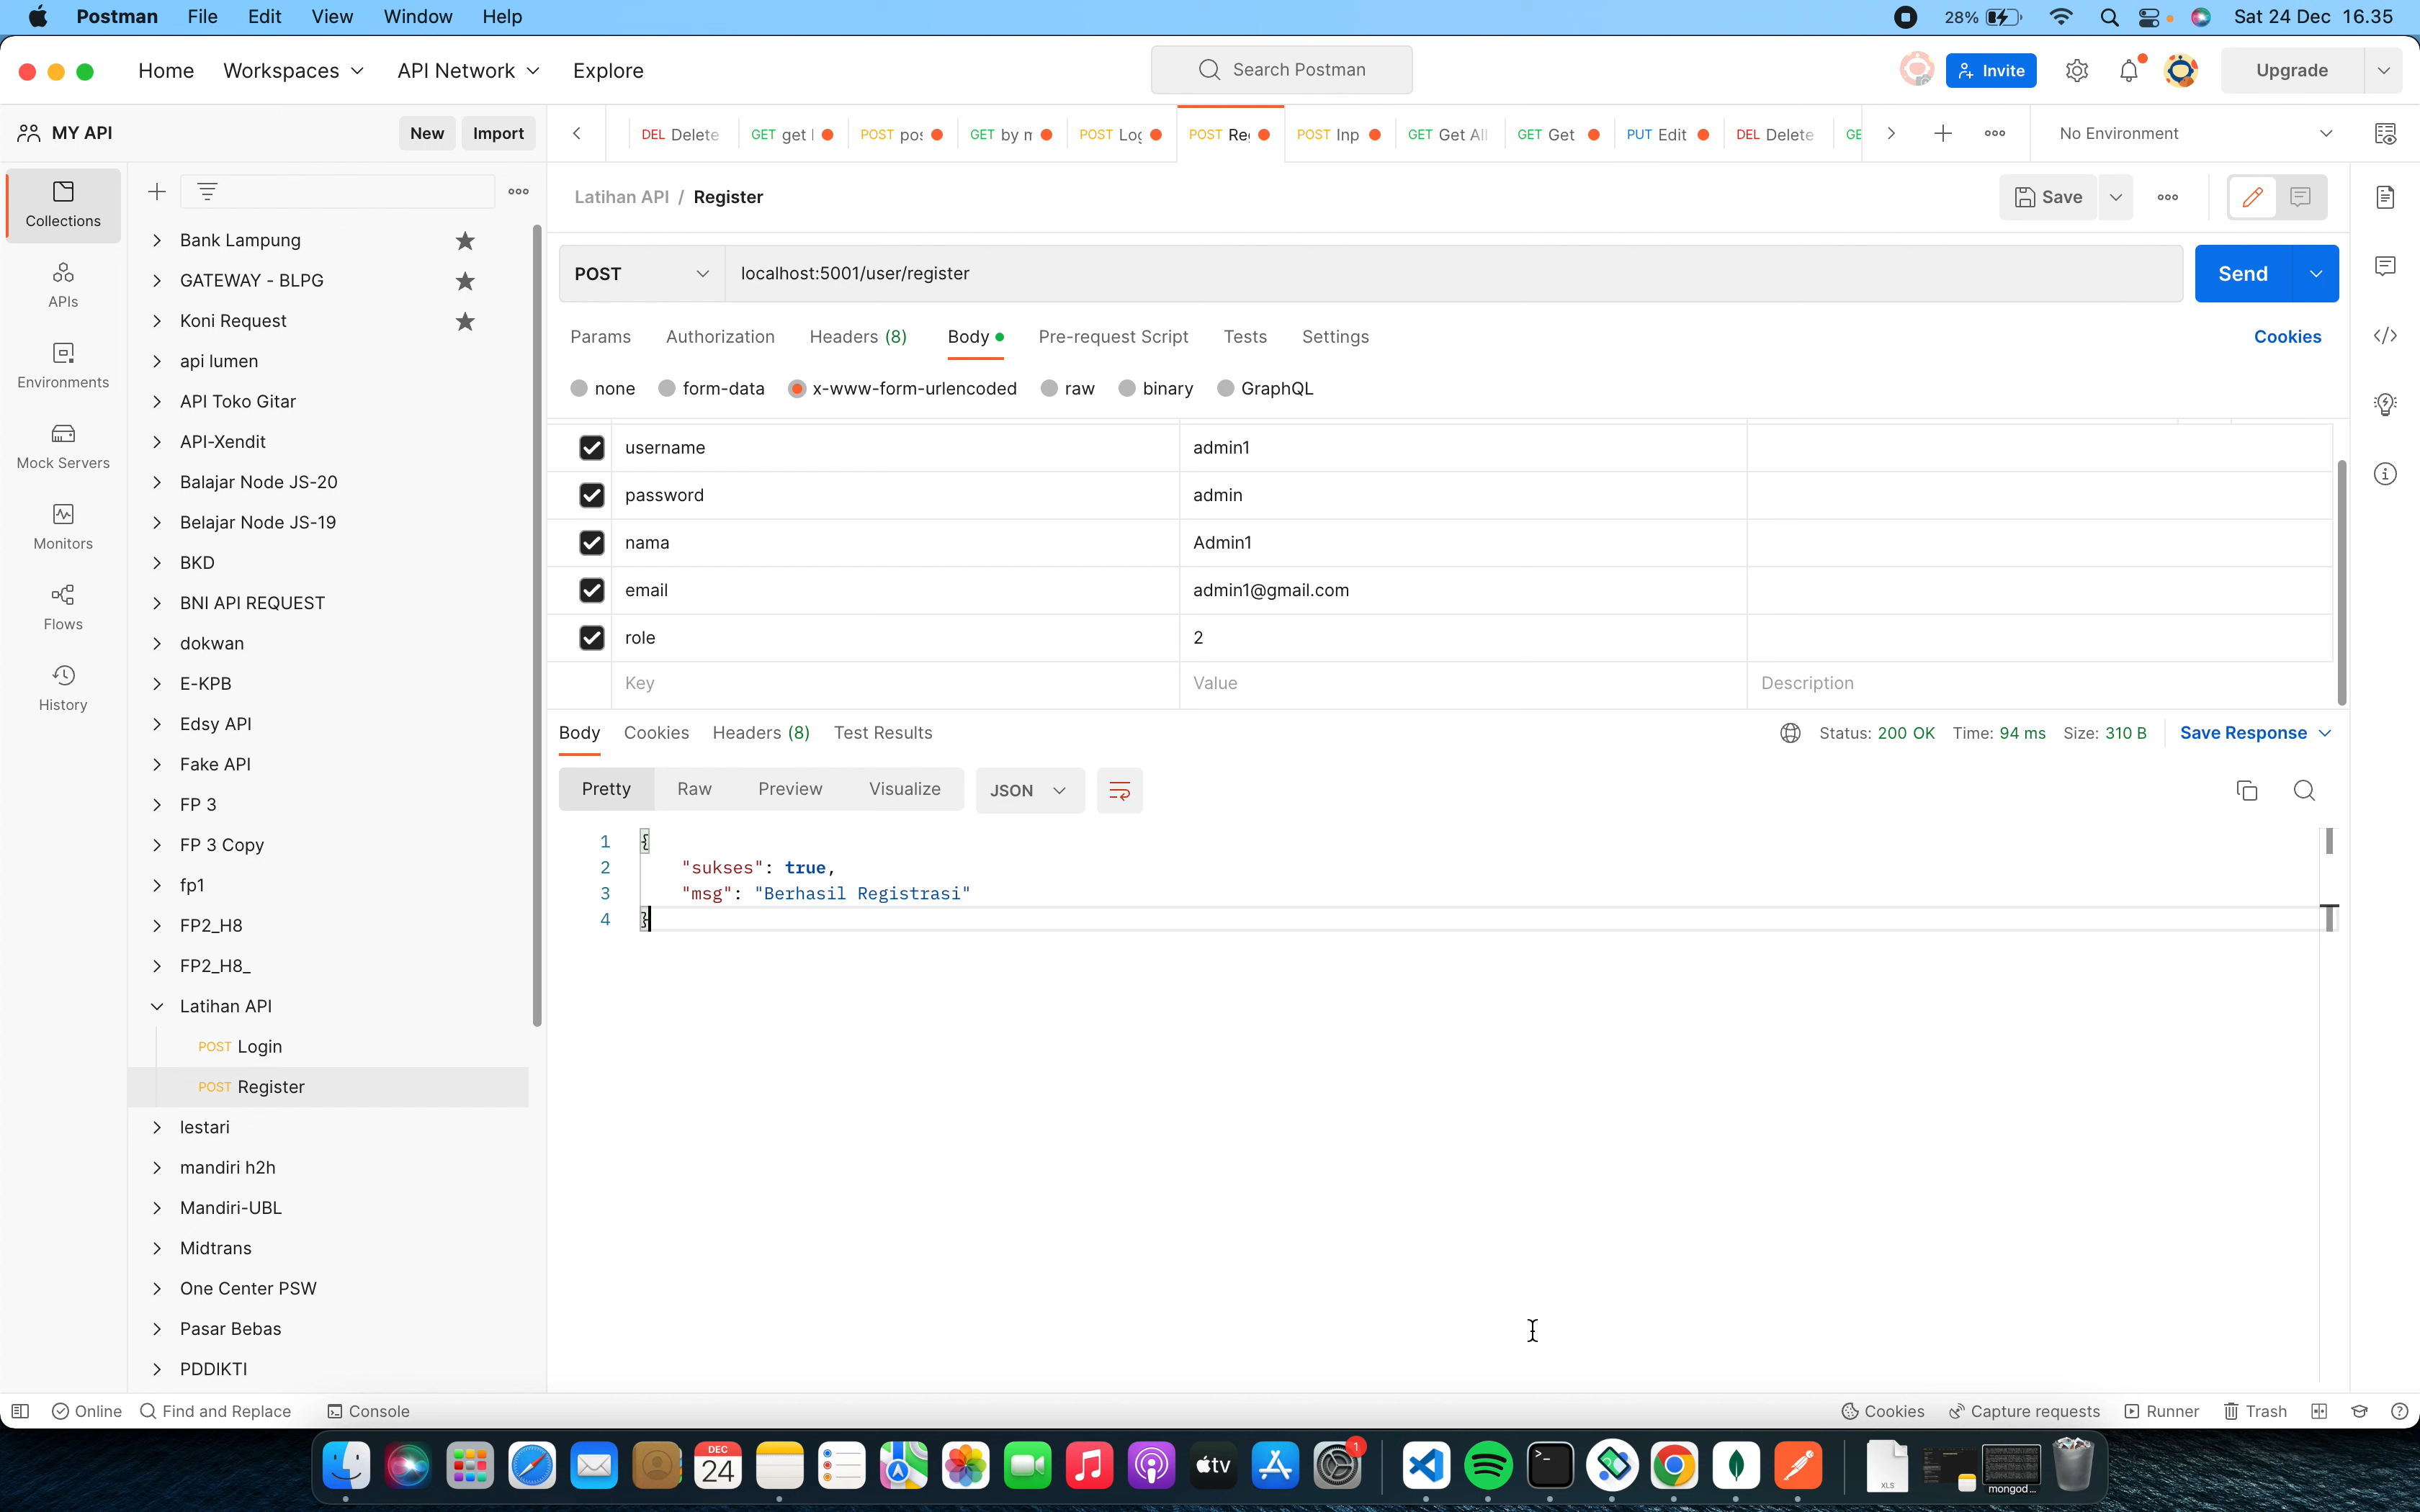 Postman File Edit View Window Help 28% Sat 24 Dec 16.35
Home Workspaces API Network Explore Search Postman Invite Upgrade
MY API New Import DEL Delete GET get POST pos GET by POST Log POST Reg POST Inp GET Get All GET Get PUT Edit DEL Delete GE No Environment
Latihan API / Register Save
Collections
APIs
Environments
Mock Servers
Monitors
Flows
History
Bank Lampung
GATEWAY - BLPG
Koni Request
api lumen
API Toko Gitar
API-Xendit
Balajar Node JS-20
Belajar Node JS-19
BKD
BNI API REQUEST
dokwan
E-KPB
Edsy API
Fake API
FP 3
FP 3 Copy
fp1
FP2_H8
FP2_H8_
Latihan API
POST Login
POST Register
lestari
mandiri h2h
Mandiri-UBL
Midtrans
One Center PSW
Pasar Bebas
PDDIKTI
POST localhost:5001/user/register Send
Params Authorization Headers (8) Body Pre-request Script Tests Settings Cookies
none form-data x-www-form-urlencoded raw binary GraphQL
username admin1
password admin
nama Admin1
email admin1@gmail.com
role 2
Key Value Description
Body Cookies Headers (8) Test Results Status: 200 OK Time: 94 ms Size: 310 B Save Response
Pretty Raw Preview Visualize JSON
1 {
2 "sukses": true,
3 "msg": "Berhasil Registrasi"
4 }
Online Find and Replace Console Cookies Capture requests Runner Trash
DEC
24
tv
1
XLS
mongod...